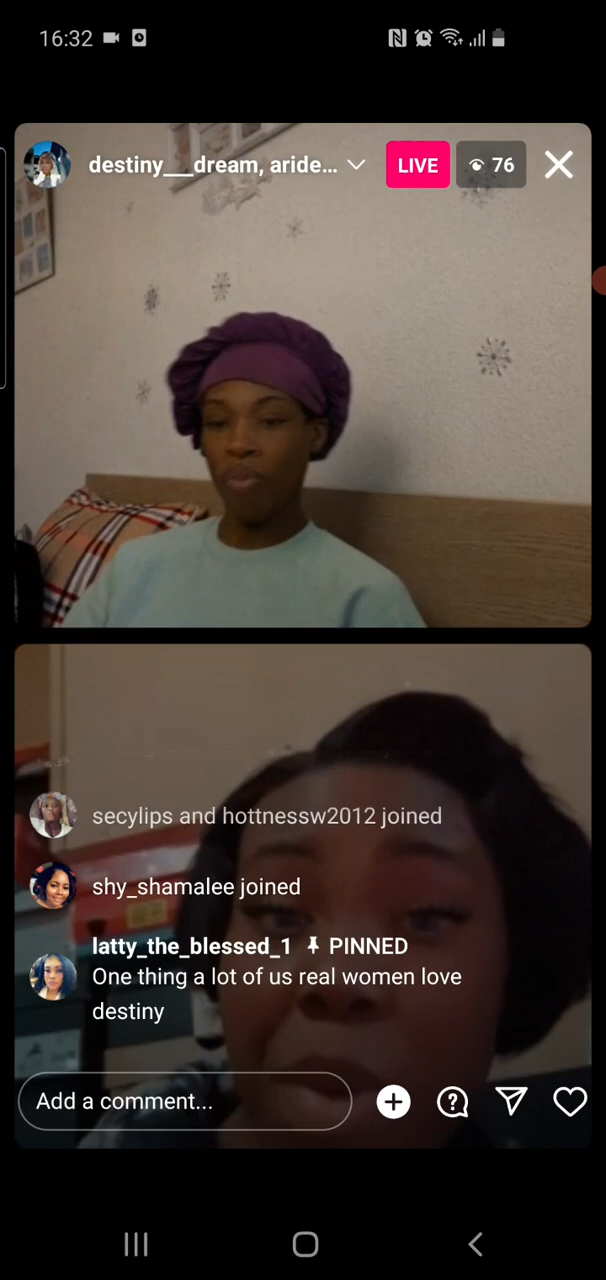 16:32
destiny___dream, aride...
LIVE
76
secylips and hottnessw2012 joined
shy_shamalee joined
latty_the_blessed_1 PINNED
One thing a lot of us real women love
destiny
Add a comment...